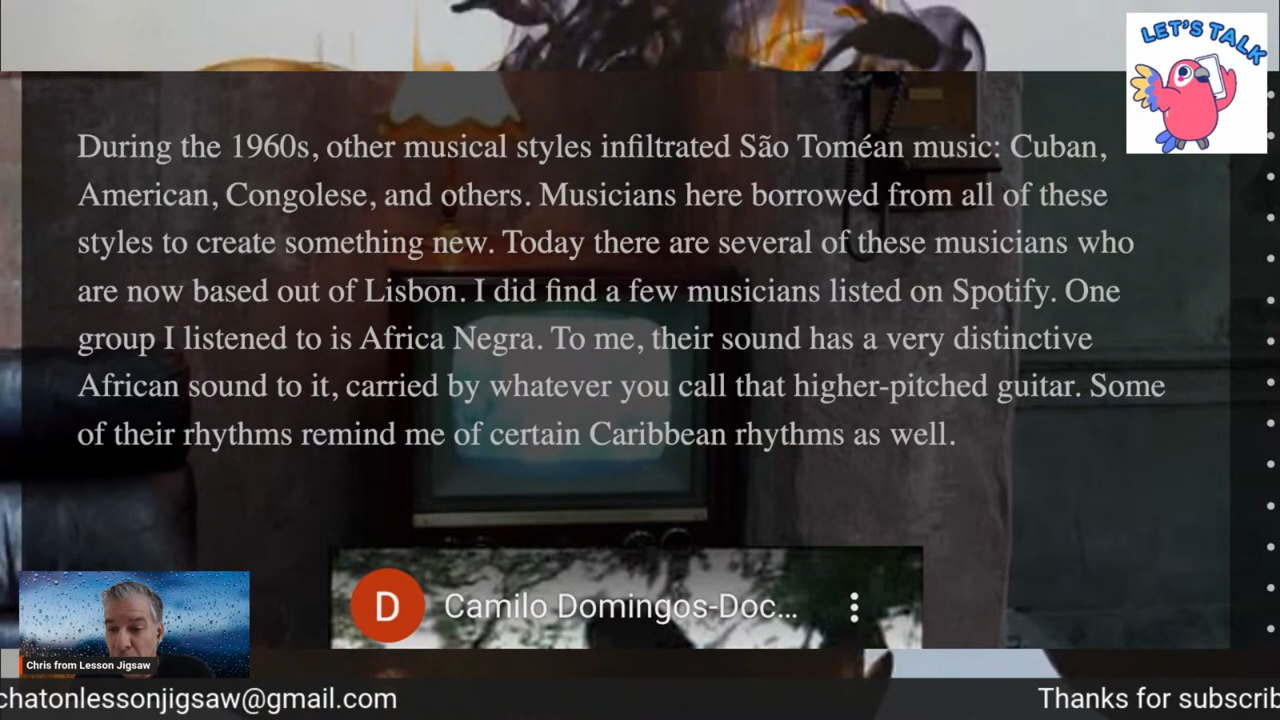 LET'S TALK
During the 1960s, other musical styles infiltrated São Toméan music: Cuban,
American, Congolese, and others. Musicians here borrowed from all of these
styles to create something new. Today there are several of these musicians who
are now based out of Lisbon. I did find a few musicians listed on Spotify. One
group I listened to is Africa Negra. To me, their sound has a very distinctive
African sound to it, carried by whatever you call that higher-pitched guitar. Some
of their rhythms remind me of certain Caribbean rhythms as well.
D
Camilo Domingos-Doc...
Chris from Lesson Jigsaw
chatonlessonjigsaw@gmail.com
Thanks for subscrib